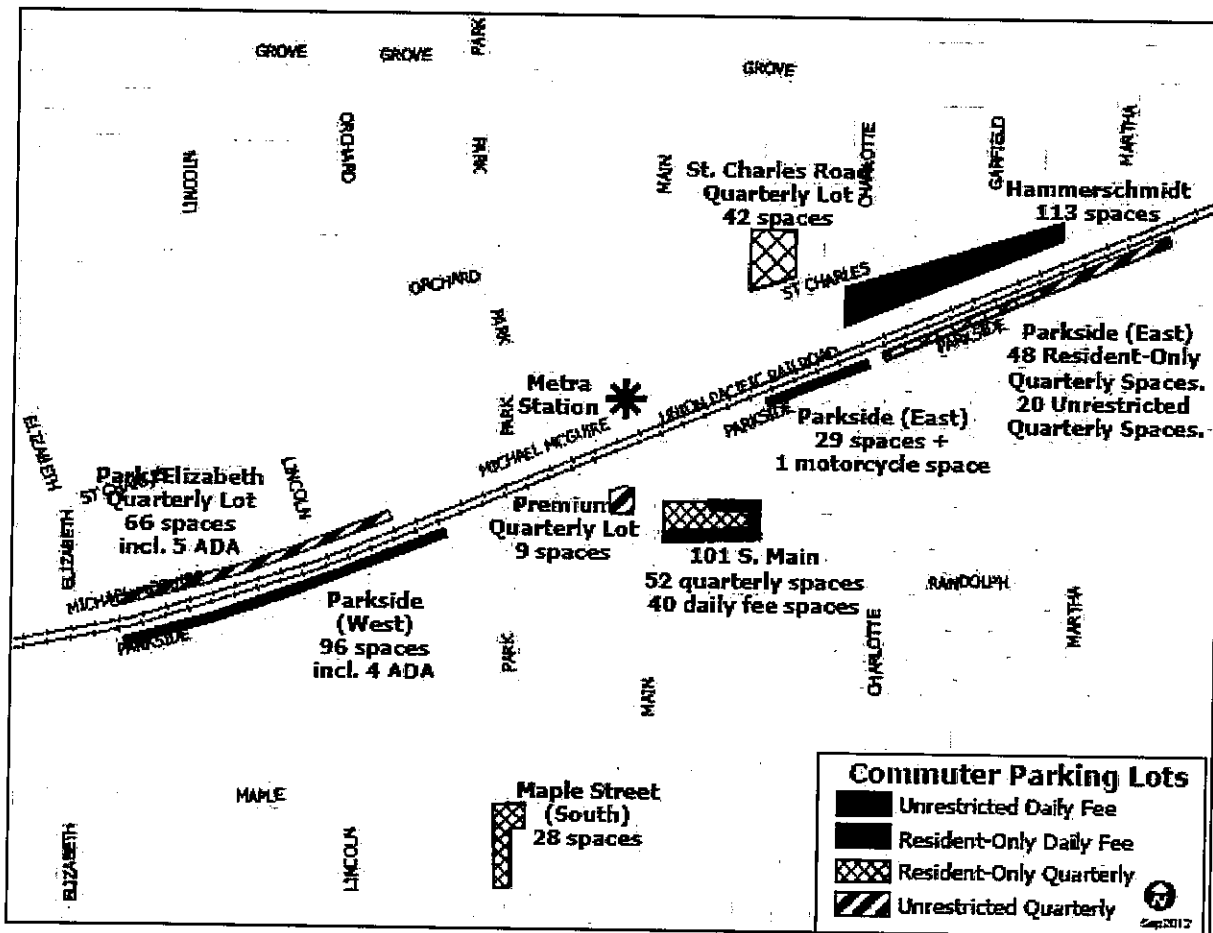 GROVE
GROVE
PARK
GROVE
LINCOLN
ORCHARD
PARK
MAIN
St. Charles Road
Quarterly Lot
42 spaces
CHARLOTTE
GARFIELD
MARTHA
Hammerschmidt
113 spaces
ORCHARD
ST CHARLES
PARK
Metra
Station
PARK
MICHAEL MCGUIRE
UNION PACIFIC RAILROAD
PARKSIDE
PARKSIDE
Parkside (East)
48 Resident-Only
Quarterly Spaces.
20 Unrestricted
Quarterly Spaces.
Parkside (East)
29 spaces +
1 motorcycle space
ELIZABETH
Park/Elizabeth
Quarterly Lot
66 spaces
incl. 5 ADA
LINCOLN
ELIZABETH
Premium
Quarterly Lot
9 spaces
101 S. Main
52 quarterly spaces
40 daily fee spaces
RANDOLPH
MARTHA
PARKSIDE
Parkside
(West)
96 spaces
incl. 4 ADA
PARK
MAIN
CHARLOTTE
MAPLE
Maple Street
(South)
28 spaces
ELIZABETH
LINCOLN
Commuter Parking Lots
Unrestricted Daily Fee
Resident-Only Daily Fee
Resident-Only Quarterly
Unrestricted Quarterly
N
Sep2012